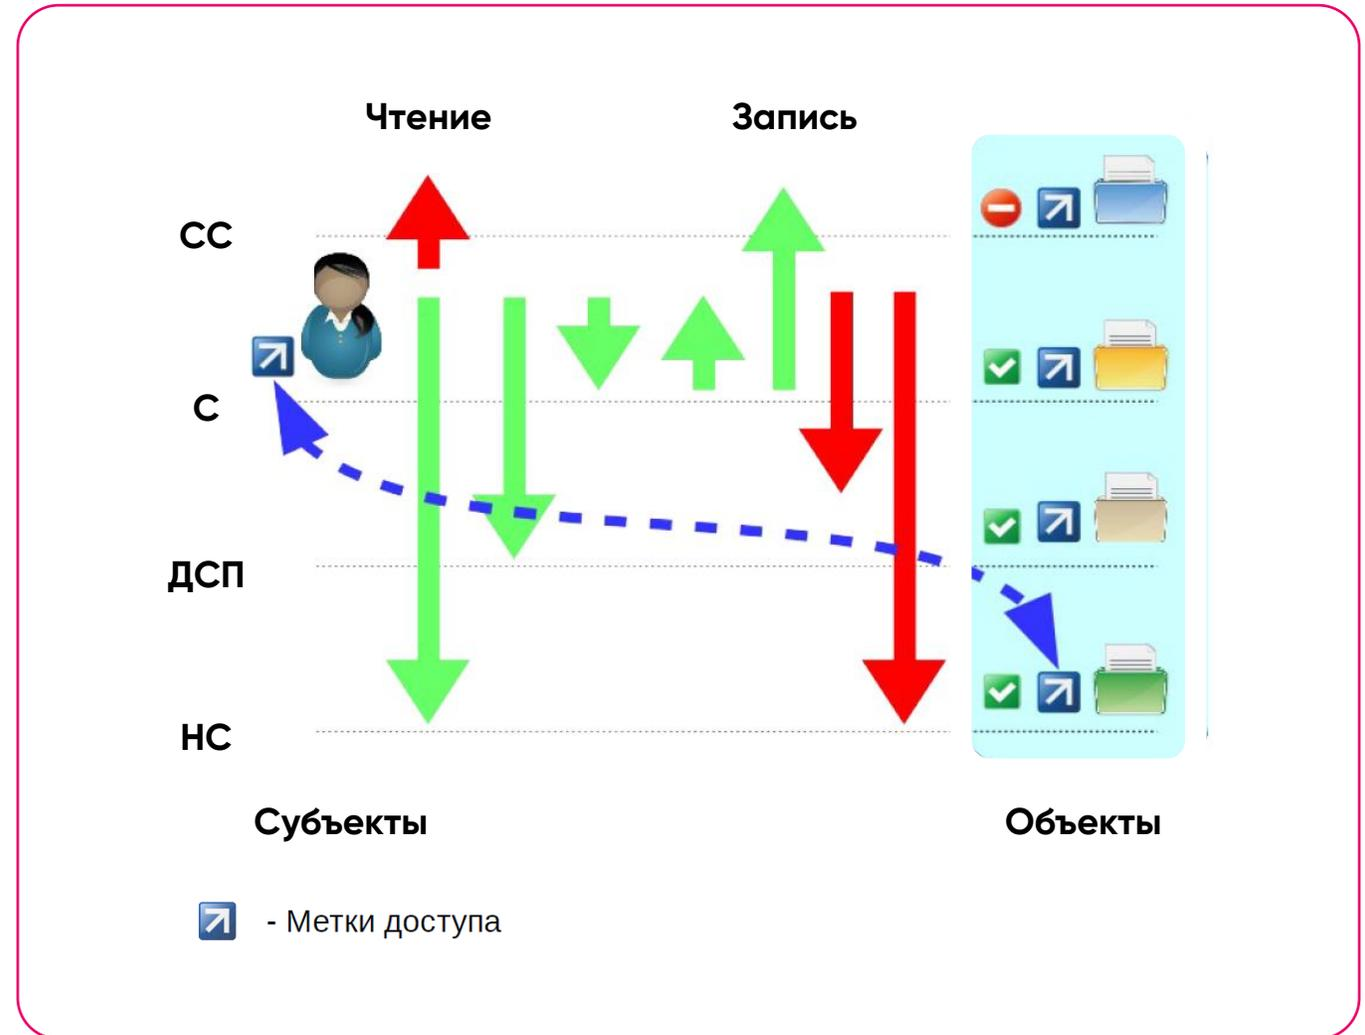 Чтение Запись
СС
С
ДСП
НС
Субъекты Объекты
- Метки доступа